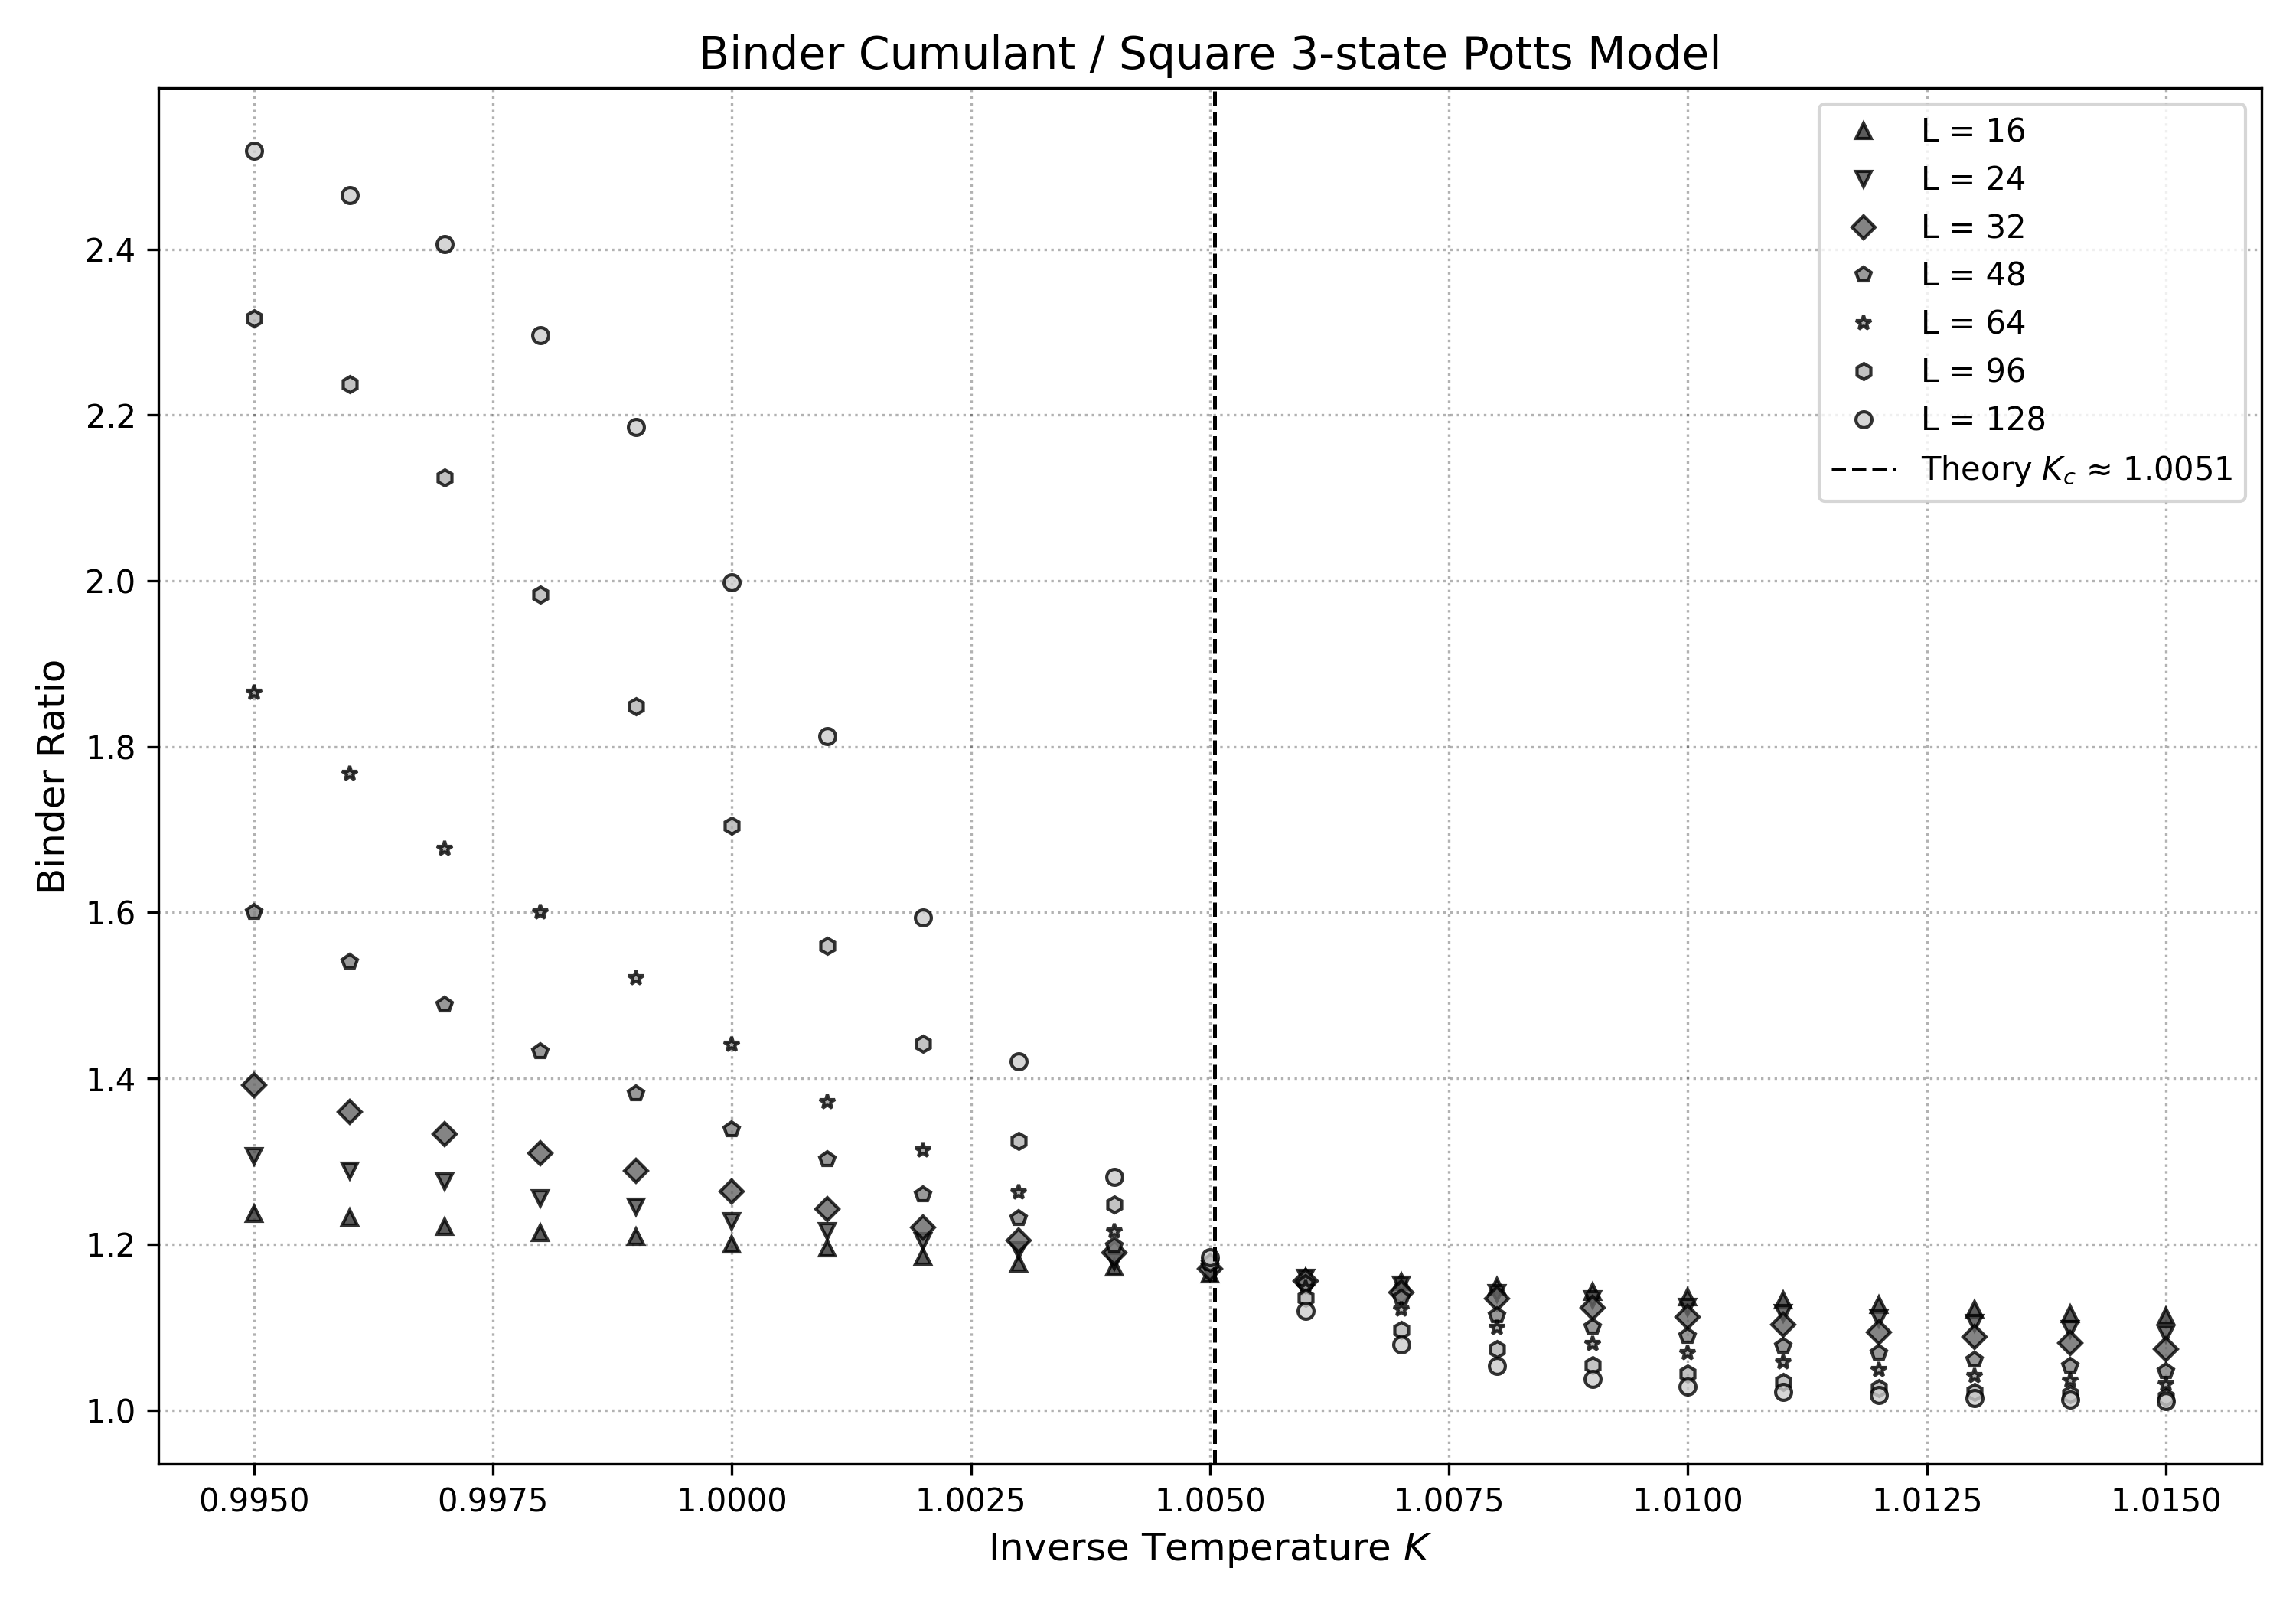 Binder Cumulant / Square 3-state Potts Model
L = 16
L = 24
L = 32
L = 48
L = 64
L = 96
L = 128
Theory K_c ≈ 1.0051
Binder Ratio
2.4
2.2
2.0
1.8
1.6
1.4
1.2
1.0
0.9950 0.9975 1.0000 1.0025 1.0050 1.0075 1.0100 1.0125 1.0150
Inverse Temperature K